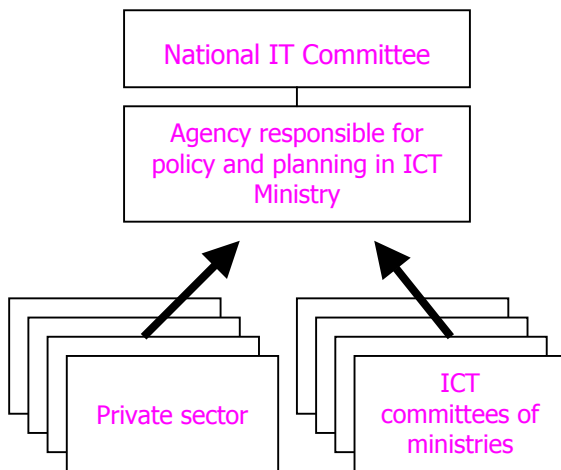 National IT Committee
Agency responsible for
policy and planning in ICT
Ministry
Private sector
ICT
committees of
ministries